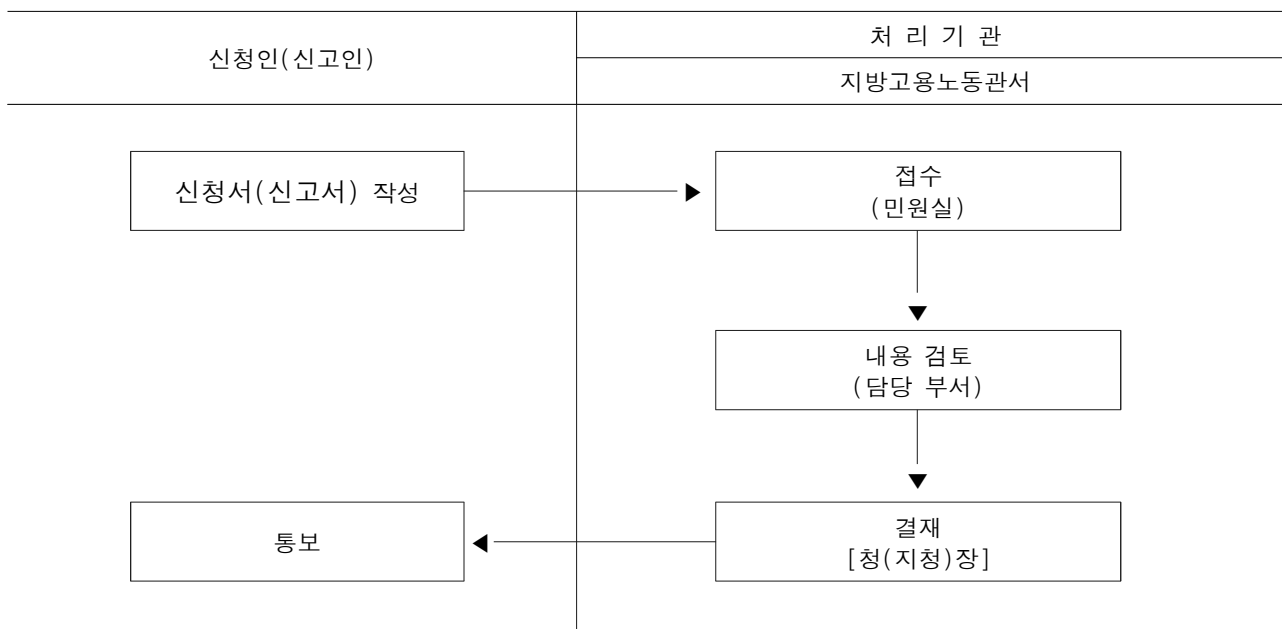 신청인(신고인)
처 리 기 관
지방고용노동관서
신청서(신고서) 작성
접수
(민원실)
내용 검토
(담당 부서)
결재
[청(지청)장]
통보